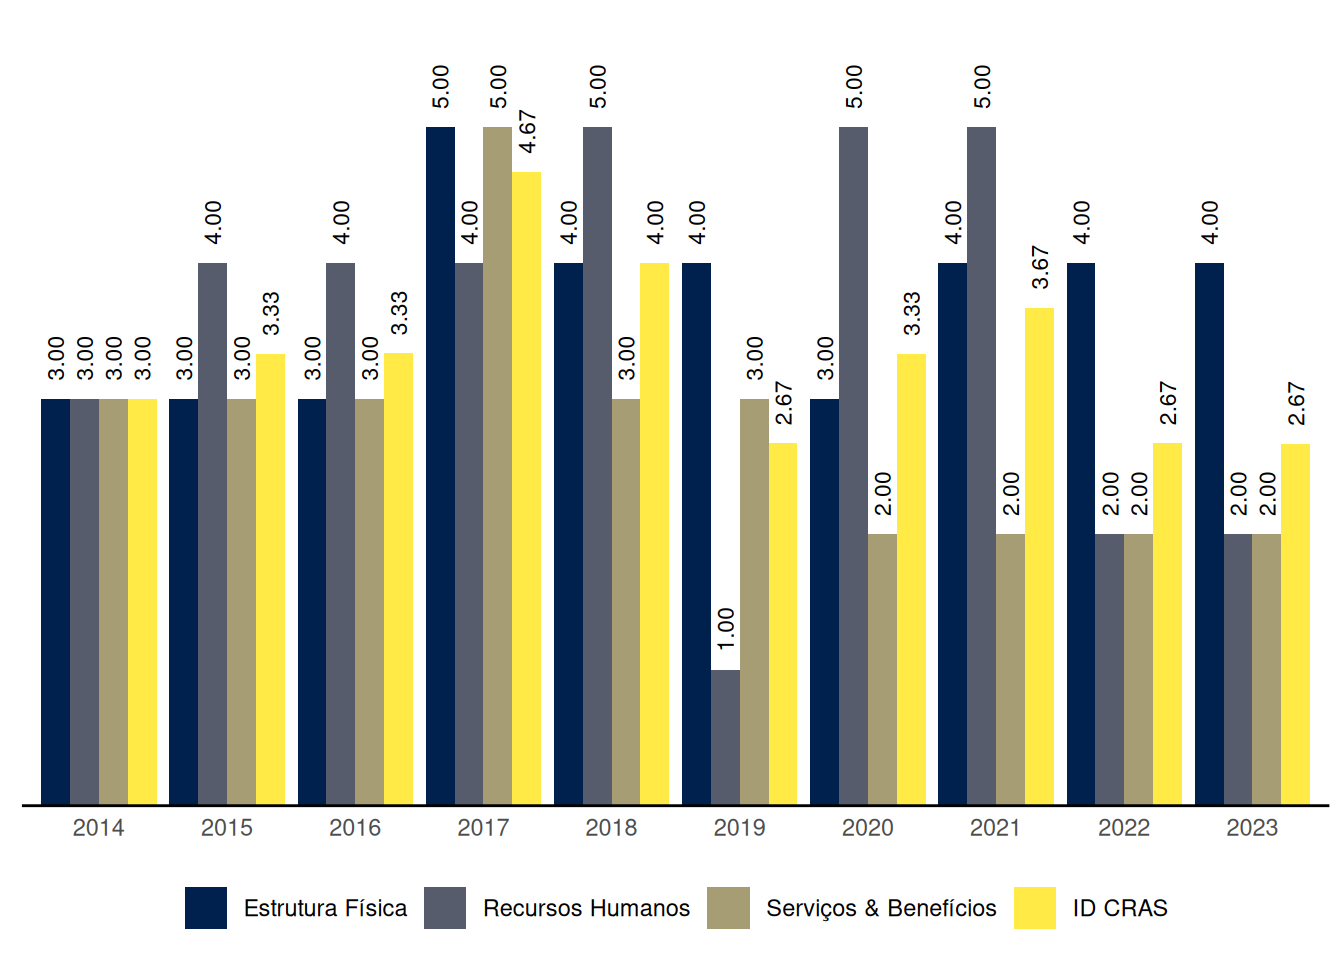 5.00 5.00 5.00 5.00 5.00
4.67
4.00 4.00 4.00 4.00 4.00 4.00 4.00 4.00 4.00
3.67
3.33 3.33 3.33
3.00 3.00 3.00 3.00 3.00 3.00 3.00 3.00 3.00 3.00 3.00
2.67 2.67 2.67
2.00 2.00 2.00 2.00 2.00 2.00
1.00
2014 2015 2016 2017 2018 2019 2020 2021 2022 2023
Estrutura Física Recursos Humanos Serviços & Benefícios ID CRAS